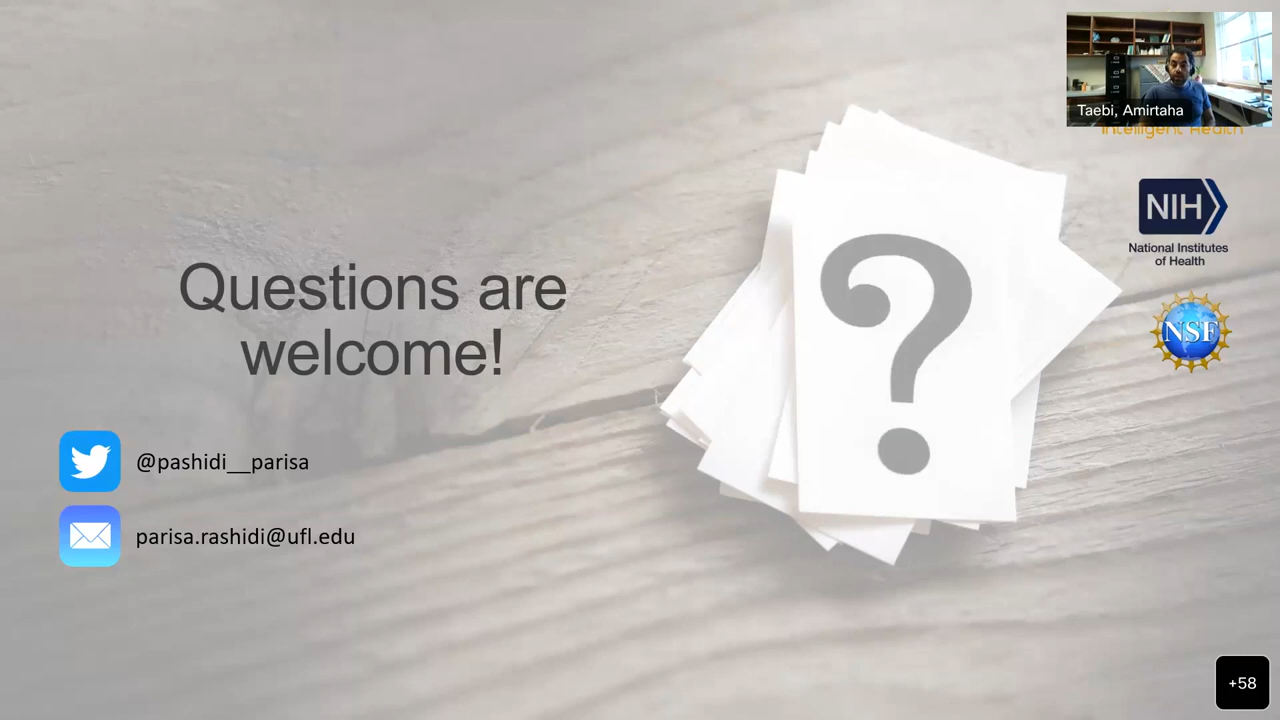 Taebi, Amirtaha
Intelligent Health
NIH
National Institutes
of Health
NSF
Questions are
welcome!
?
@pashidi__parisa
parisa.rashidi@ufl.edu
+58